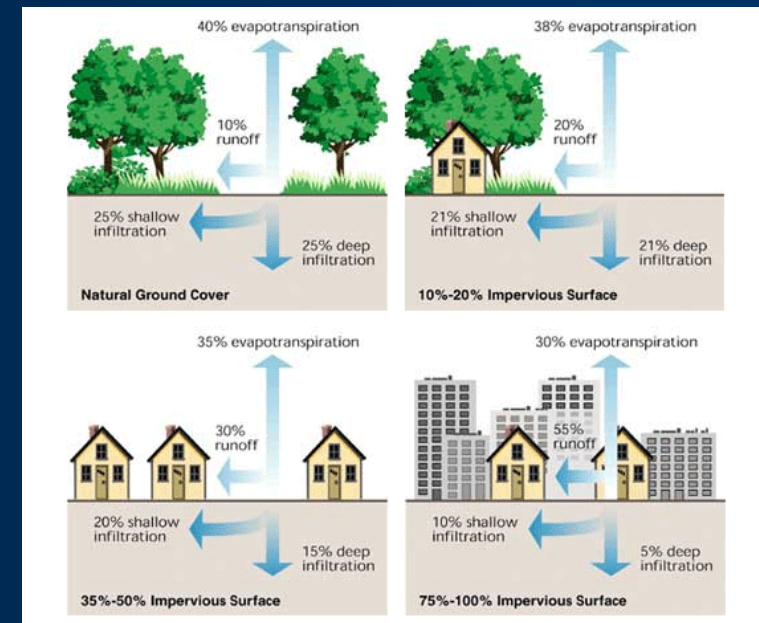 40% evapotranspiration
10%
runoff
25% shallow
infiltration
25% deep
infiltration
Natural Ground Cover
38% evapotranspiration
20%
runoff
21% shallow
infiltration
21% deep
infiltration
10%-20% Impervious Surface
35% evapotranspiration
30%
runoff
20% shallow
infiltration
15% deep
infiltration
35%-50% Impervious Surface
30% evapotranspiration
55%
runoff
10% shallow
infiltration
5% deep
infiltration
75%-100% Impervious Surface